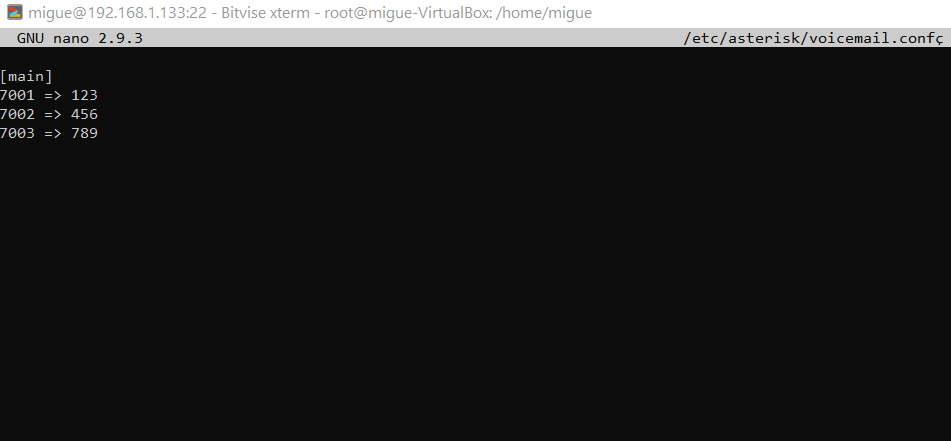 migue@192.168.1.133:22 - Bitvise xterm - root@migue-VirtualBox: /home/migue
GNU nano 2.9.3 /etc/asterisk/voicemail.confç
[main]
7001 => 123
7002 => 456
7003 => 789